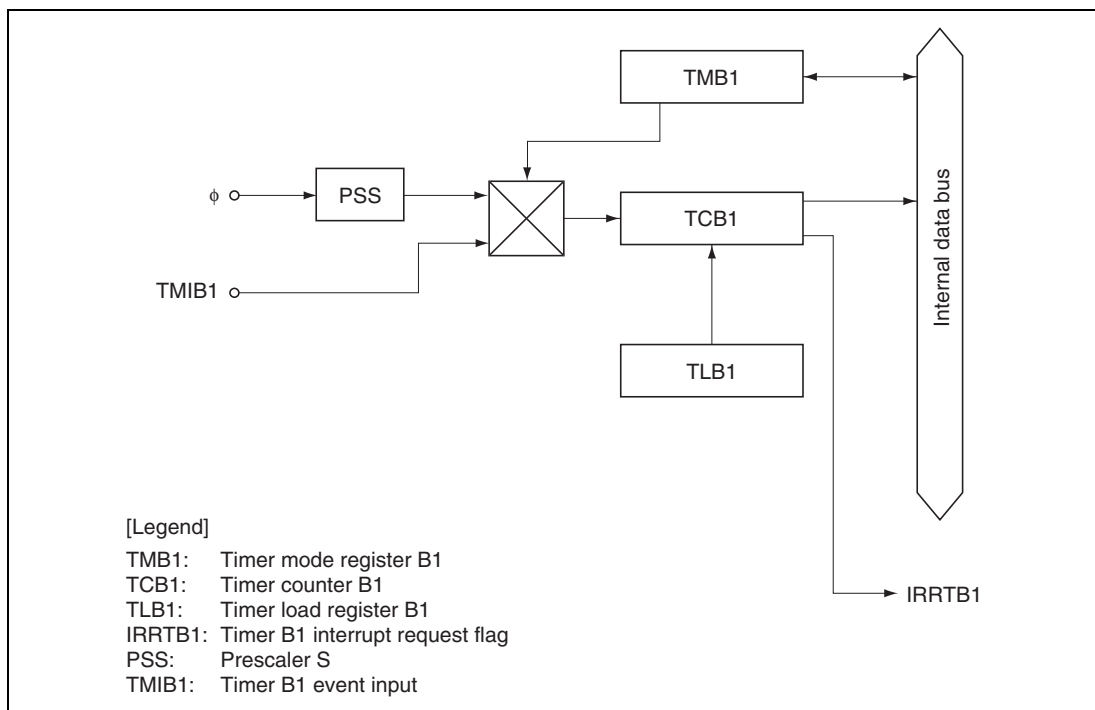 TMB1
φ
PSS
TCB1
TMIB1
TLB1
Internal data bus
IRRTB1
[Legend]
TMB1: Timer mode register B1
TCB1: Timer counter B1
TLB1: Timer load register B1
IRRTB1: Timer B1 interrupt request flag
PSS: Prescaler S
TMIB1: Timer B1 event input